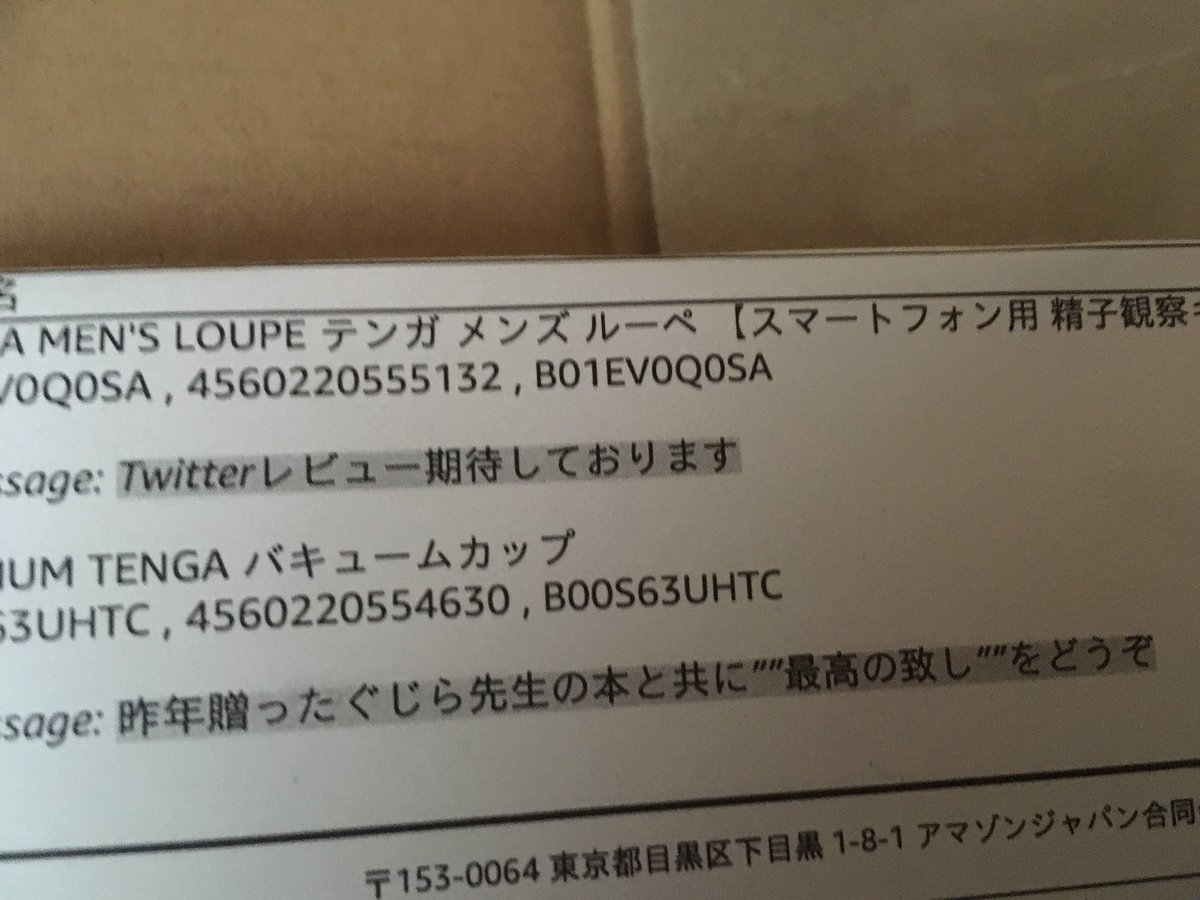 名
A MEN'S LOUPE テンガ メンズ ルーペ 【スマートフォン用 精子観察キ
V0Q0SA , 4560220555132 , B01EV0Q0SA
ssage: Twitterレビュー期待しております
UUM TENGA バキュームカップ
63UHTC , 4560220554630 , B00S63UHTC
ssage: 昨年贈ったぐじら先生の本と共に””最高の致し””をどうぞ
〒153-0064 東京都目黒区下目黒 1-8-1 アマゾンジャパン合同